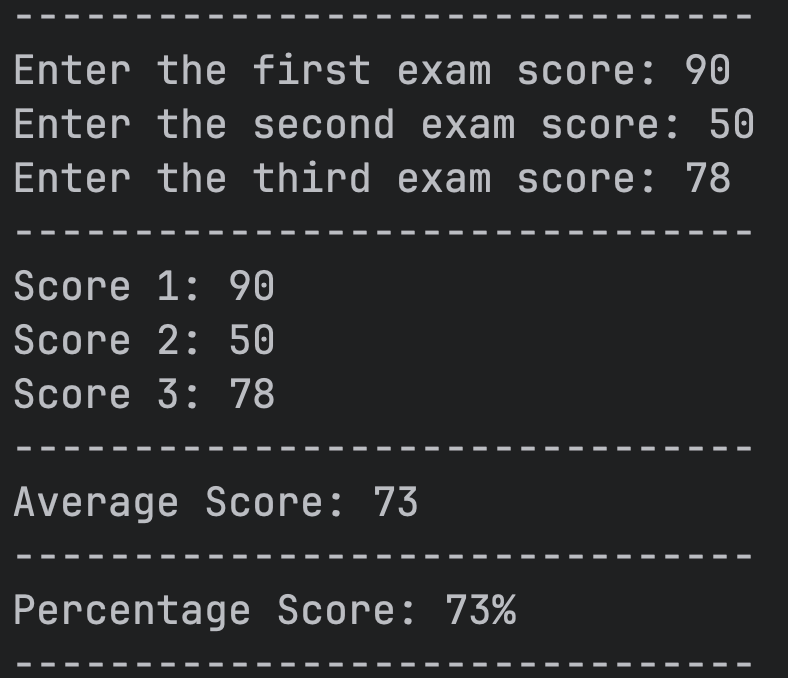 -------------------------------
Enter the first exam score: 90
Enter the second exam score: 50
Enter the third exam score: 78
-------------------------------
Score 1: 90
Score 2: 50
Score 3: 78
-------------------------------
Average Score: 73
-------------------------------
Percentage Score: 73%
-------------------------------